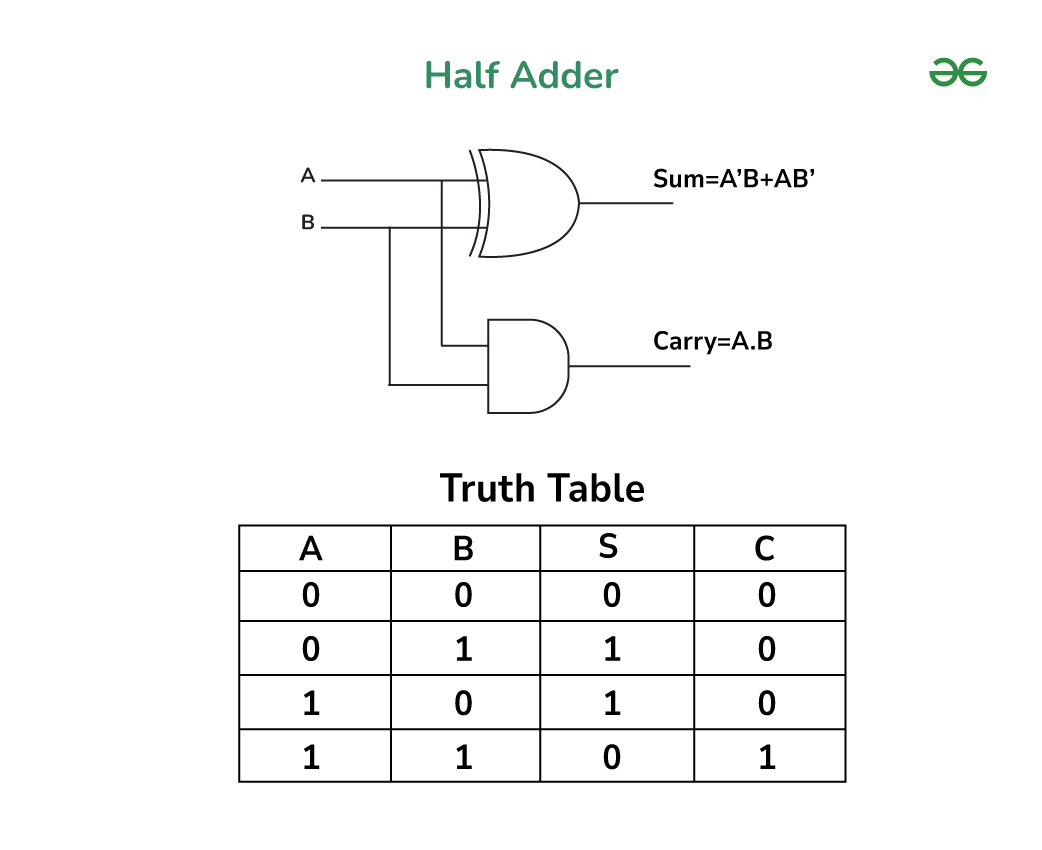 Half Adder
A
Sum=A’B+AB’
B
Carry=A.B
Truth Table
A B S C
0 0 0 0
0 1 1 0
1 0 1 0
1 1 0 1